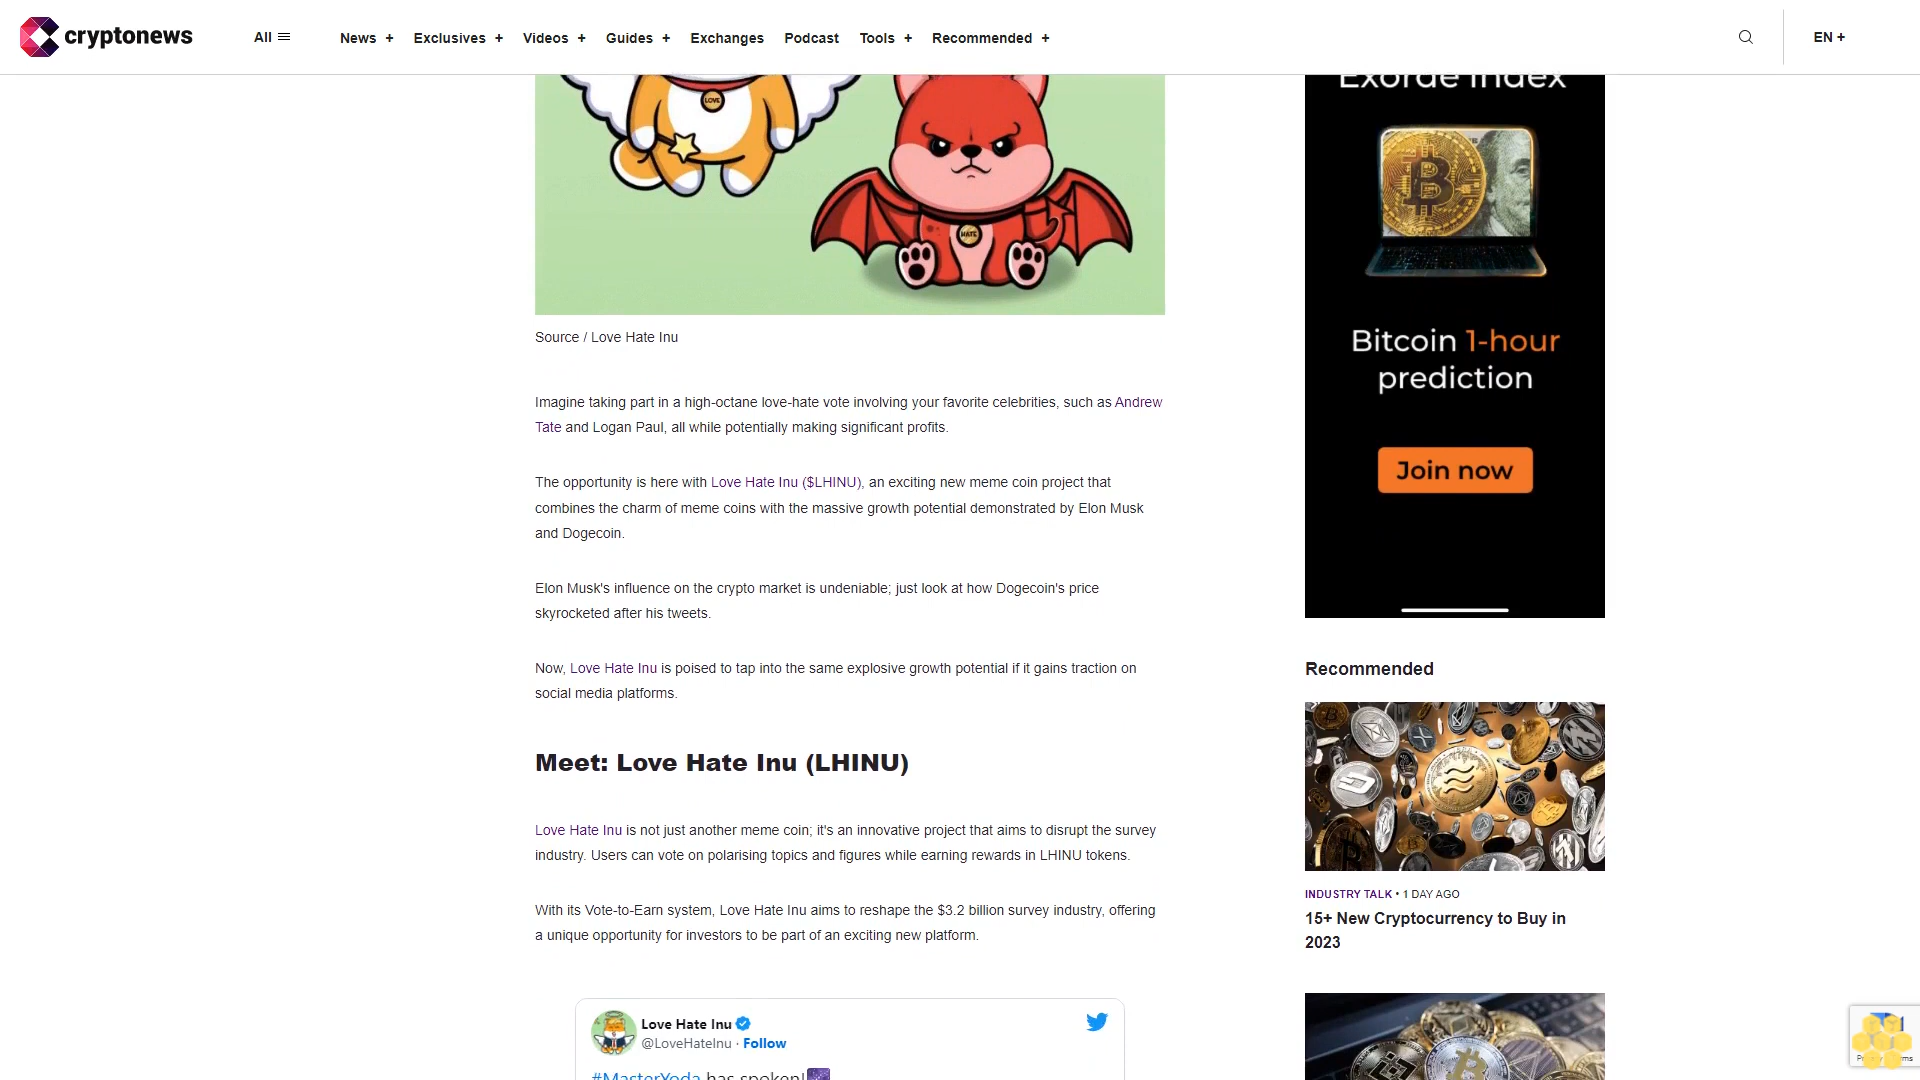 cryptonews
All
News +
Exclusives +
Videos +
Guides +
Exchanges
Podcast
Tools +
Recommended +
EN +
LOVE
HATE
Source / Love Hate Inu
Imagine taking part in a high-octane love-hate vote involving your favorite celebrities, such as Andrew
Tate and Logan Paul, all while potentially making significant profits.
The opportunity is here with Love Hate Inu ($LHINU), an exciting new meme coin project that
combines the charm of meme coins with the massive growth potential demonstrated by Elon Musk
and Dogecoin.
Elon Musk's influence on the crypto market is undeniable; just look at how Dogecoin's price
skyrocketed after his tweets.
Now, Love Hate Inu is poised to tap into the same explosive growth potential if it gains traction on
social media platforms.
Meet: Love Hate Inu (LHINU)
Love Hate Inu is not just another meme coin; it's an innovative project that aims to disrupt the survey
industry. Users can vote on polarising topics and figures while earning rewards in LHINU tokens.
With its Vote-to-Earn system, Love Hate Inu aims to reshape the $3.2 billion survey industry, offering
a unique opportunity for investors to be part of an exciting new platform.
Love Hate Inu
@LoveHateInu · Follow
#MasterYoda has spoken!
Exorde Index
Bitcoin 1-hour
prediction
Join now
Recommended
INDUSTRY TALK • 1 DAY AGO
15+ New Cryptocurrency to Buy in
2023